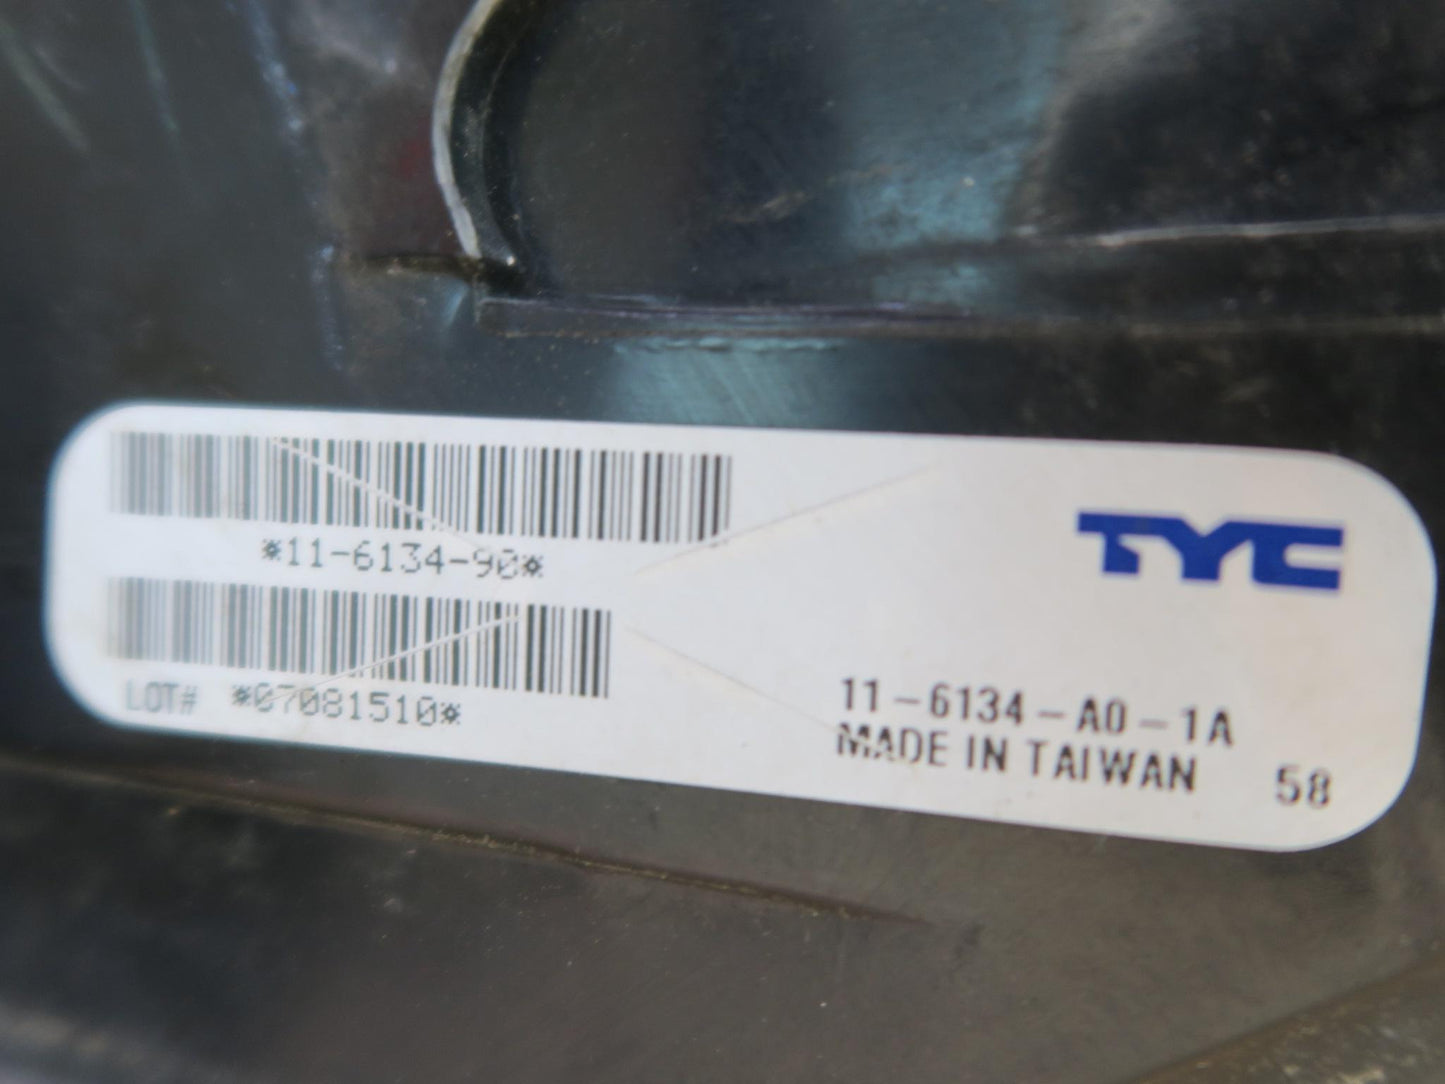 *11-6134-90*
LOT# *07081510*
TYC
11-6134-A0-1A
MADE IN TAIWAN 58